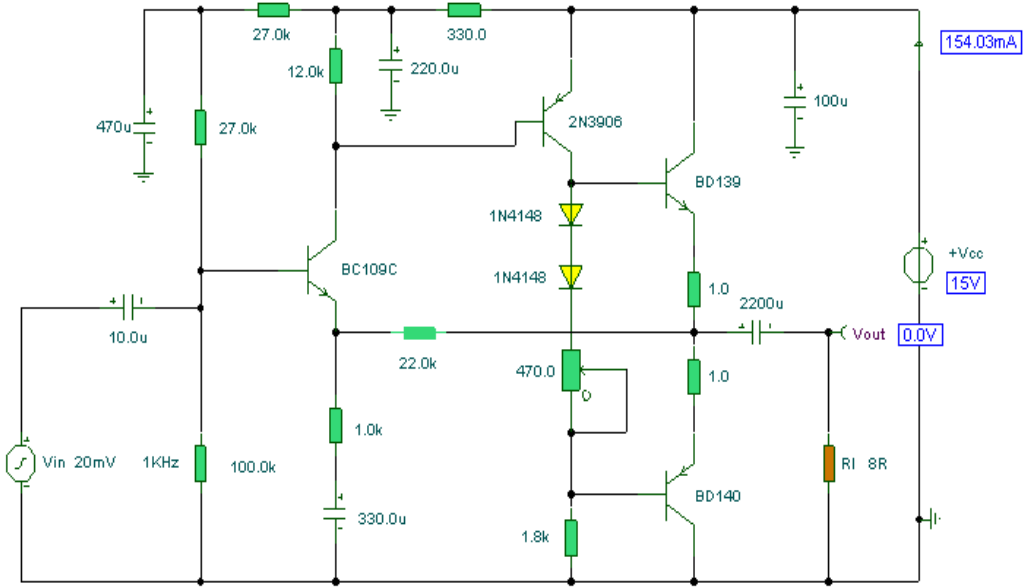 27.0k
330.0
154.03mA
12.0k
220.0u
100u
470u
27.0k
2N3906
BD139
1N4148
BC109C
1N4148
+Vcc
15V
1.0
2200u
10.0u
Vout 0.0V
22.0k
470.0
1.0
1.0k
Vin 20mV 1KHz
100.0k
Rl 8R
BD140
330.0u
1.8k